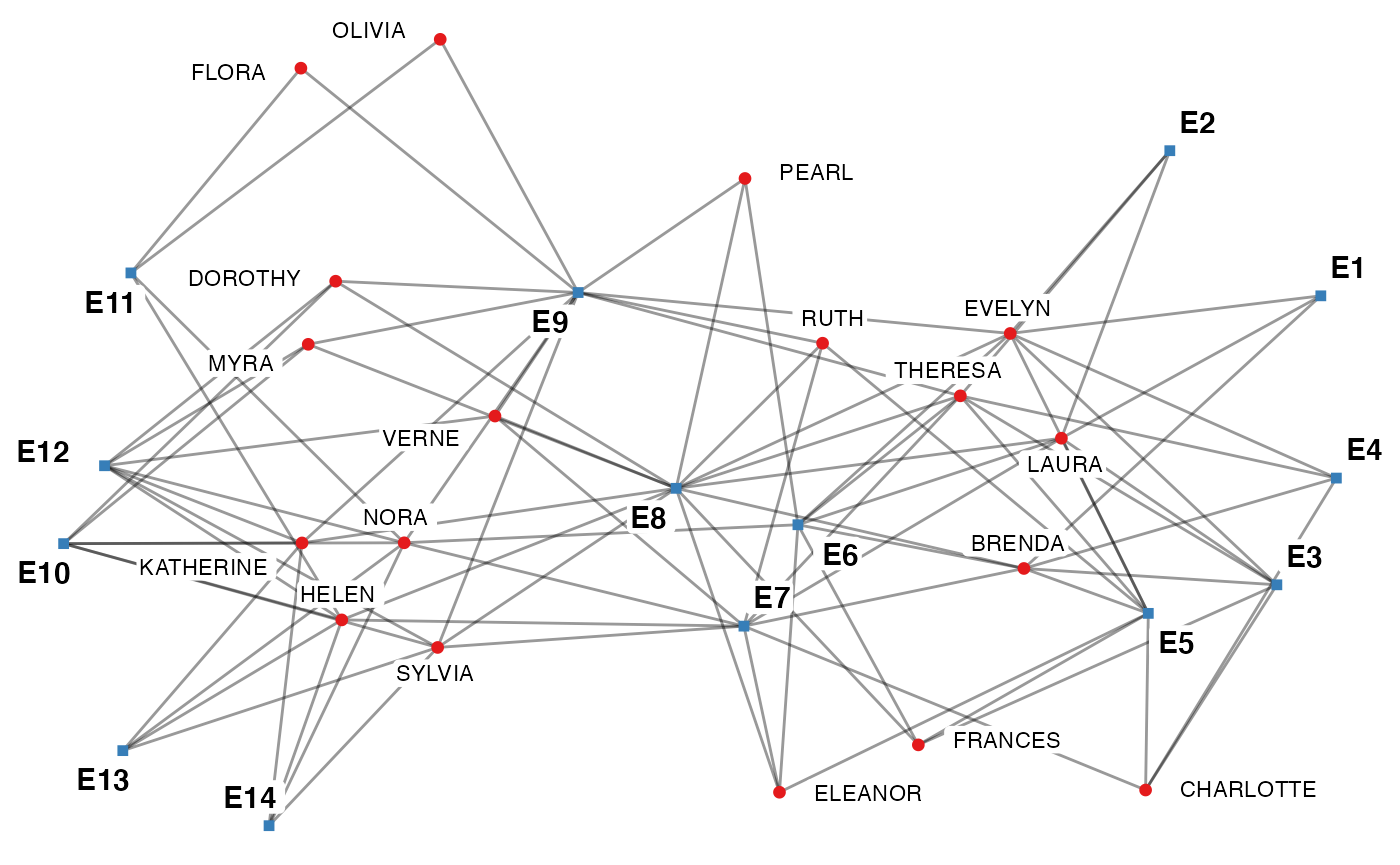 OLIVIA
FLORA
E2
PEARL
E1
DOROTHY
E11
EVELYN
RUTH
E9
MYRA
THERESA
VERNE
E4
E12
LAURA
NORA
E8
BRENDA
E6
E3
KATHERINE
E10
HELEN
E7
E5
SYLVIA
FRANCES
E13
CHARLOTTE
ELEANOR
E14